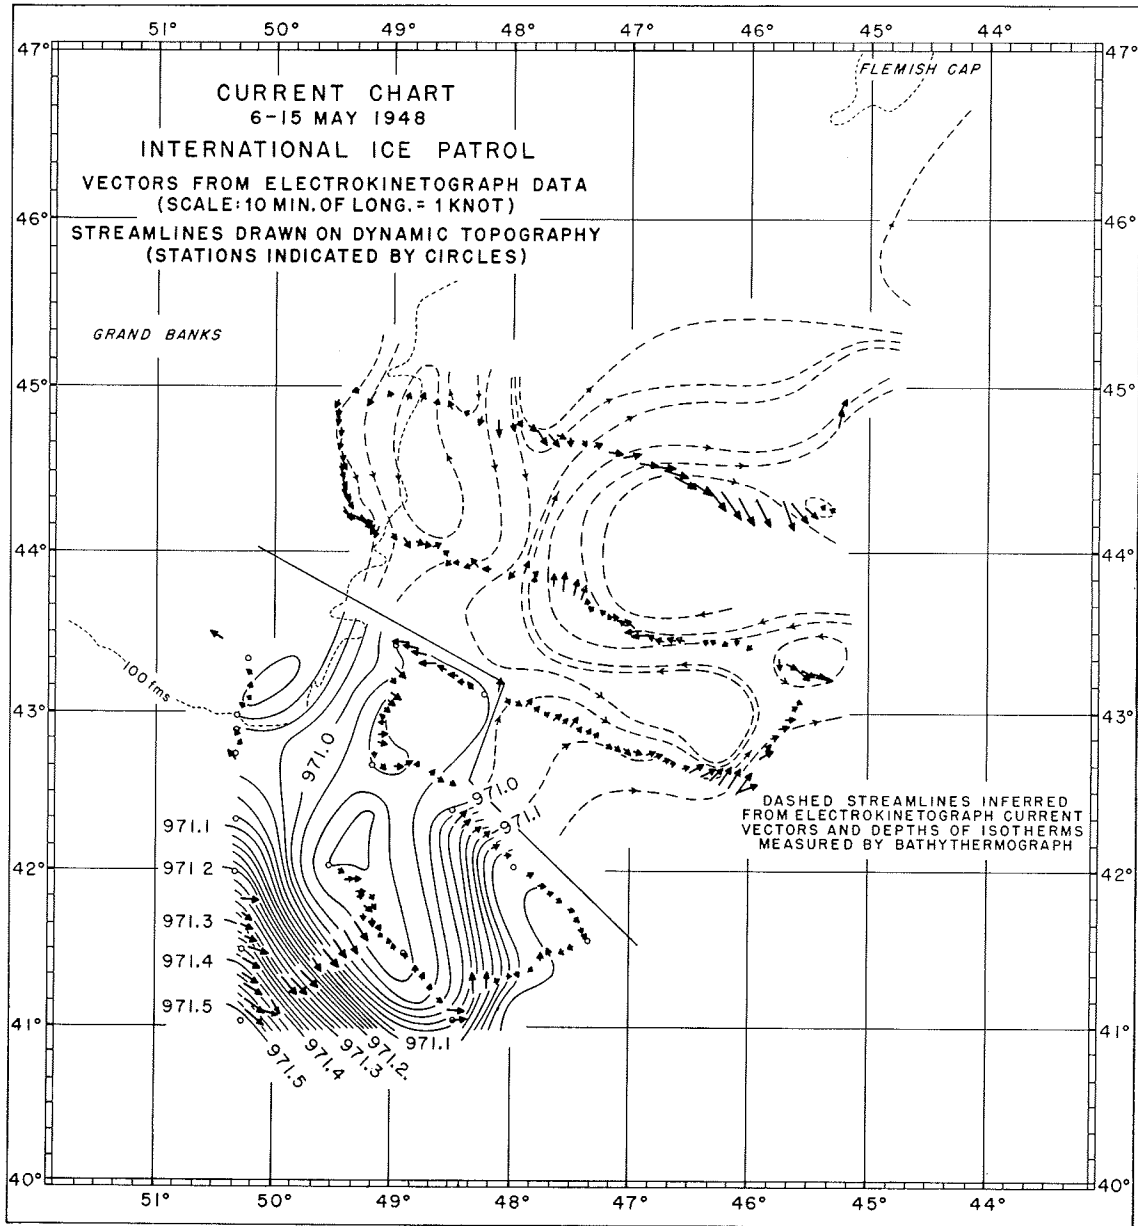 51° 50° 49° 48° 47° 46° 45° 44°
47° 47°
FLEMISH CAP
CURRENT CHART
6-15 MAY 1948
INTERNATIONAL ICE PATROL
VECTORS FROM ELECTROKINETOGRAPH DATA
(SCALE: 10 MIN. OF LONG. = 1 KNOT)
46° 46°
STREAMLINES DRAWN ON DYNAMIC TOPOGRAPHY
(STATIONS INDICATED BY CIRCLES)
GRAND BANKS
45° 45°
44° 44°
100 fms
43° 43°
971.0
971.0
971.1
DASHED STREAMLINES INFERRED
FROM ELECTROKINETOGRAPH CURRENT
VECTORS AND DEPTHS OF ISOTHERMS
MEASURED BY BATHYTHERMOGRAPH
971.1
42° 971.2 42°
971.3
971.4
971.5
41° 41°
971.5 971.4 971.3 971.2. 971.1
40° 40°
51° 50° 49° 48° 47° 46° 45° 44°